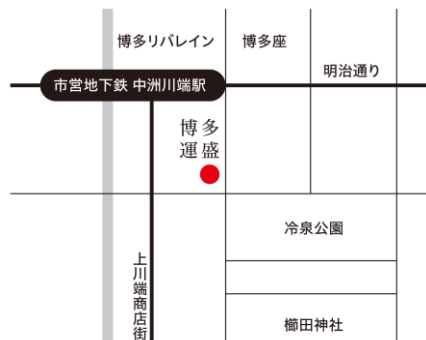 博多リバレイン
博多座
明治通り
市営地下鉄 中洲川端駅
博多
運盛
冷泉公園
上川端商店街
櫛田神社